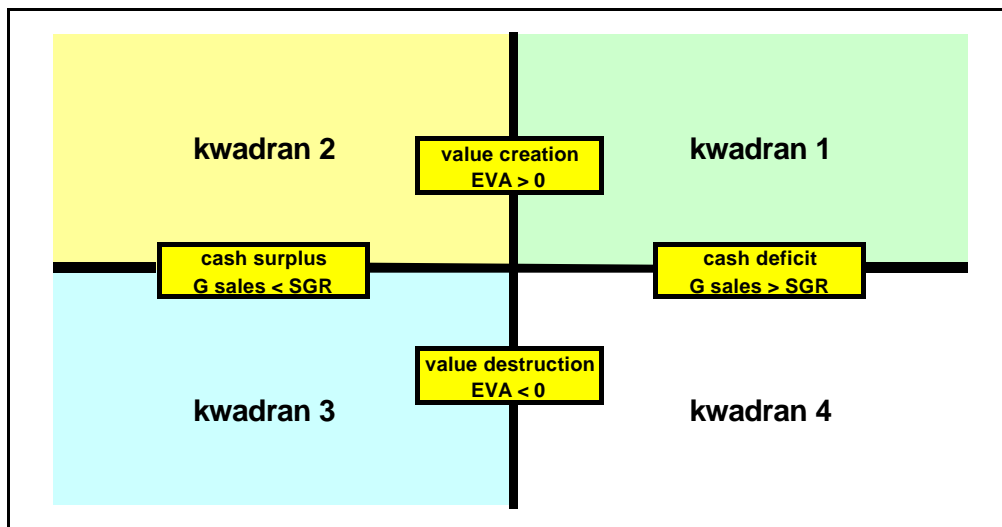 kwadran 2
value creation
EVA > 0
kwadran 1
cash surplus
G sales < SGR
cash deficit
G sales > SGR
value destruction
EVA < 0
kwadran 3
kwadran 4